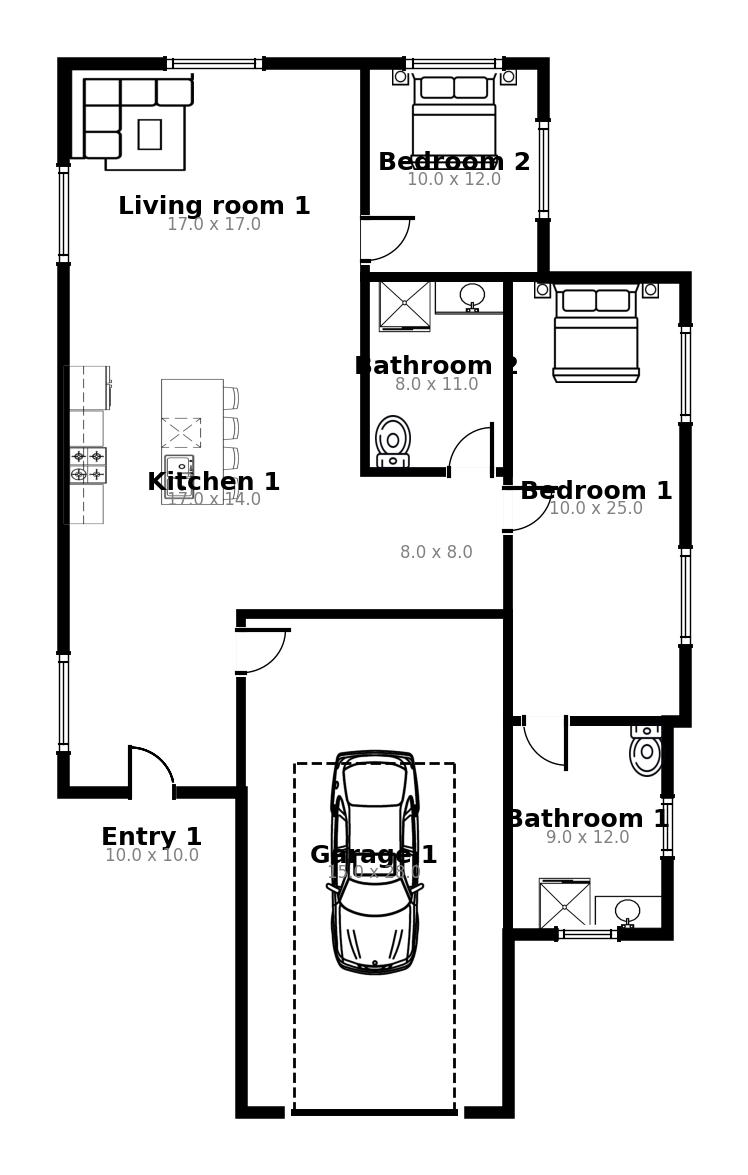 Bedroom 2
10.0 x 12.0
Living room 1
17.0 x 17.0
Bathroom 2
8.0 x 11.0
Kitchen 1
17.0 x 14.0
Bedroom 1
10.0 x 25.0
8.0 x 8.0
Bathroom 1
9.0 x 12.0
Entry 1
10.0 x 10.0
Garage 1
15.0 x 28.0